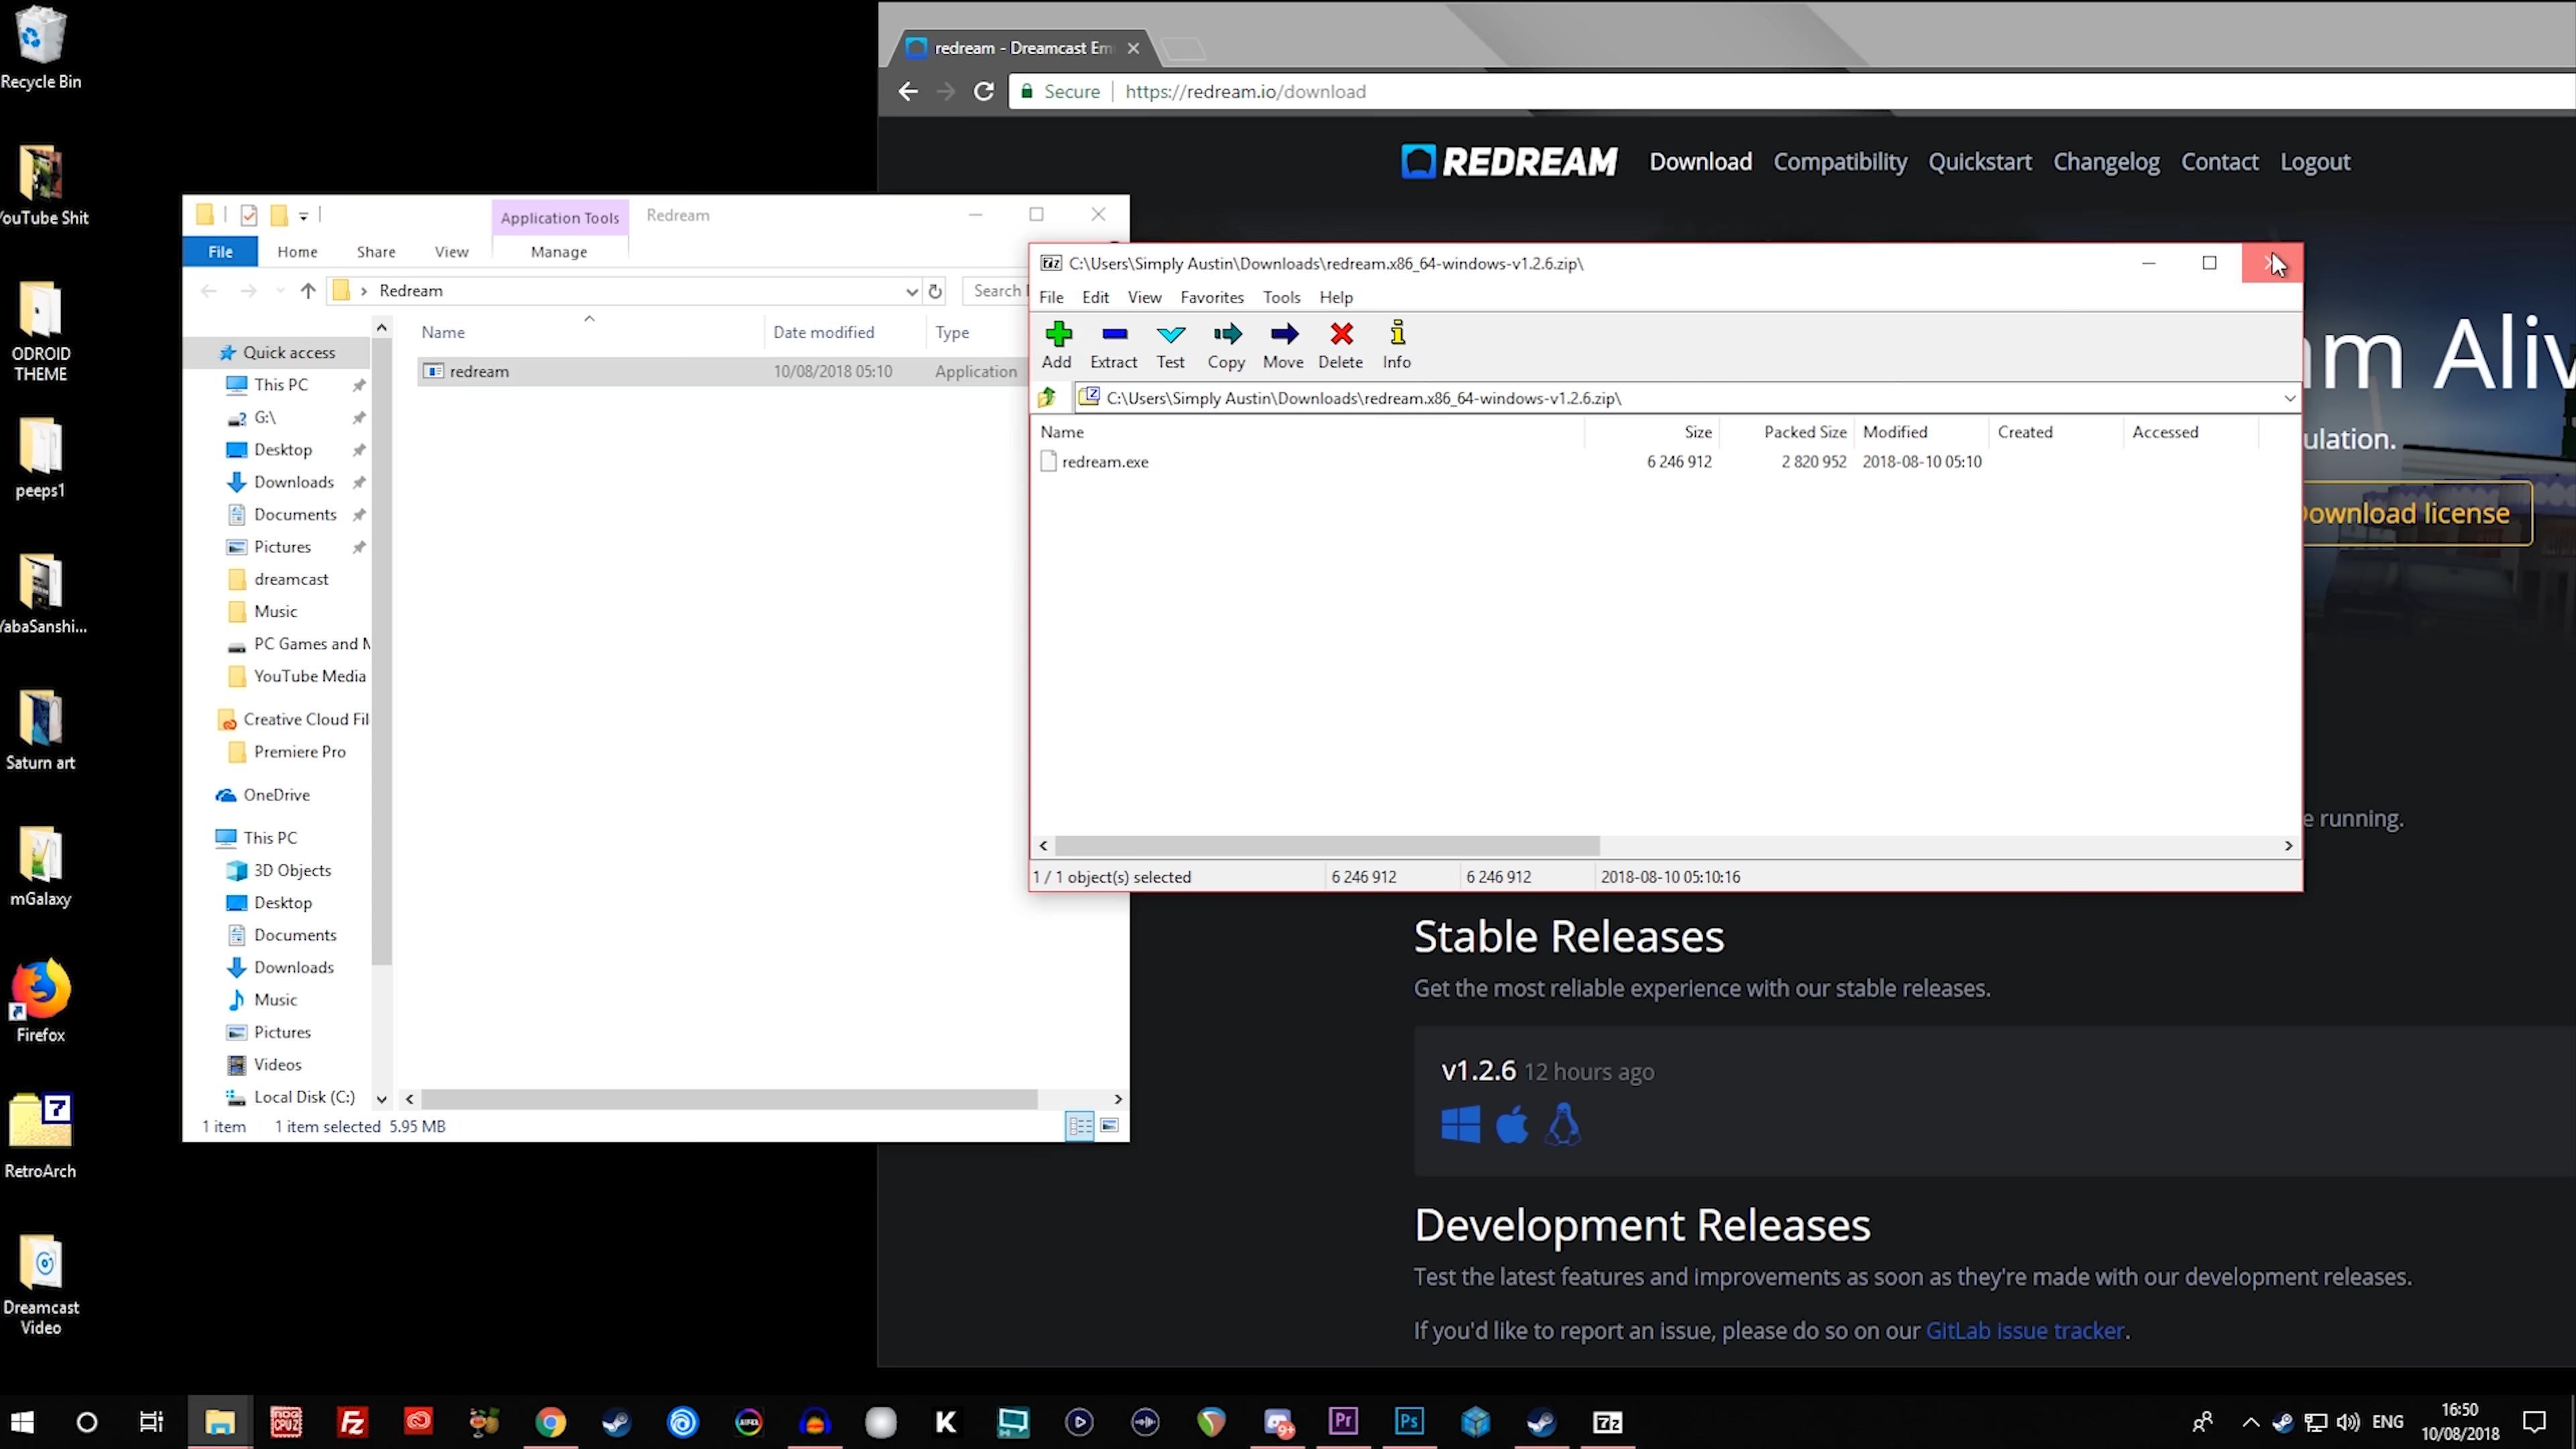 Recycle Bin
YouTube Shit
ODROID
THEME
peeps1
YabaSanshi...
Saturn art
mGalaxy
Firefox
RetroArch
Dreamcast
Video
redream - Dreamcast Em
Secure
https://redream.io/download
REDREAM
Download
Compatibility
Quickstart
Changelog
Contact
Logout
ulation.
Download license
e running.
Stable Releases
Get the most reliable experience with our stable releases.
v1.2.6 12 hours ago
Development Releases
Test the latest features and improvements as soon as they're made with our development releases.
If you'd like to report an issue, please do so on our GitLab issue tracker.
Application Tools
Redream
File
Home
Share
View
Manage
Redream
Search
Name
Date modified
Type
redream
10/08/2018 05:10
Application
Quick access
This PC
G:\
Desktop
Downloads
Documents
Pictures
dreamcast
Music
PC Games and M
YouTube Media
Creative Cloud Fil
Premiere Pro
OneDrive
This PC
3D Objects
Desktop
Documents
Downloads
Music
Pictures
Videos
Local Disk (C:)
1 item
1 item selected 5.95 MB
7z
C:\Users\Simply Austin\Downloads\redream.x86_64-windows-v1.2.6.zip\
File
Edit
View
Favorites
Tools
Help
Add
Extract
Test
Copy
Move
Delete
Info
C:\Users\Simply Austin\Downloads\redream.x86_64-windows-v1.2.6.zip\
Name
Size
Packed Size
Modified
Created
Accessed
redream.exe
6 246 912
2 820 952
2018-08-10 05:10
1 / 1 object(s) selected
6 246 912
6 246 912
2018-08-10 05:10:16
Fz
K
9+
Pr
Ps
7z
ENG
16:50
10/08/2018